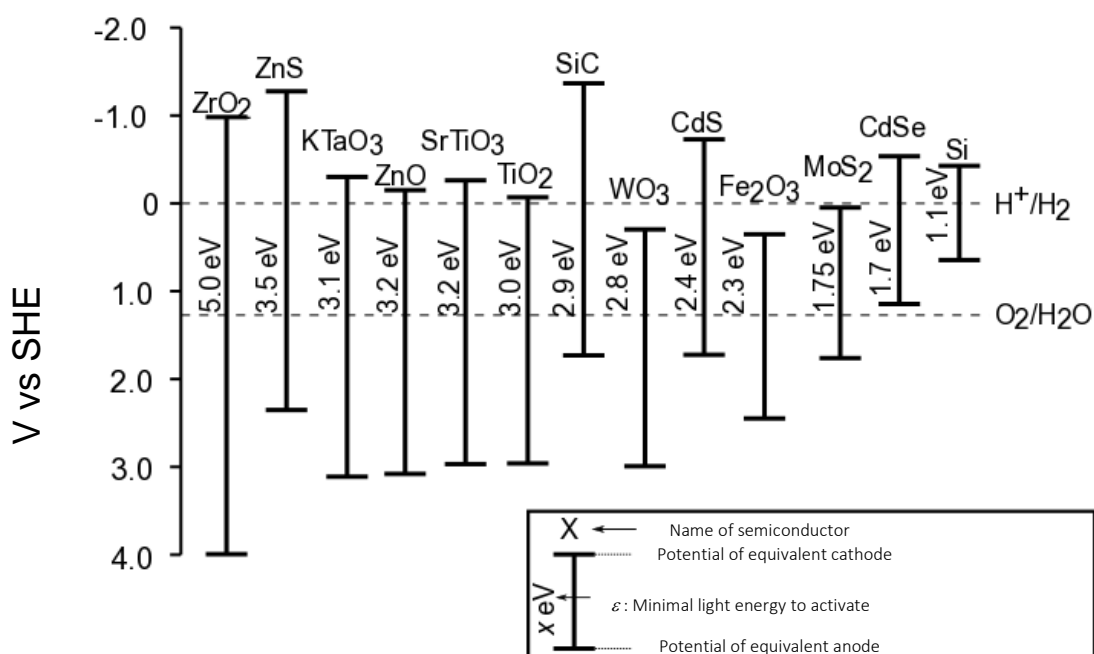 -2.0
-1.0
0
1.0
2.0
3.0
4.0
V vs SHE
ZrO2
5.0 eV
ZnS
3.5 eV
KTaO3
3.1 eV
ZnO
3.2 eV
SrTiO3
3.2 eV
TiO2
3.0 eV
SiC
2.9 eV
WO3
2.8 eV
CdS
2.4 eV
Fe2O3
2.3 eV
MoS2
1.75 eV
CdSe
1.7 eV
Si
1.1 eV
H+/H2
O2/H2O
X
Name of semiconductor
Potential of equivalent cathode
x eV
ε : Minimal light energy to activate
Potential of equivalent anode